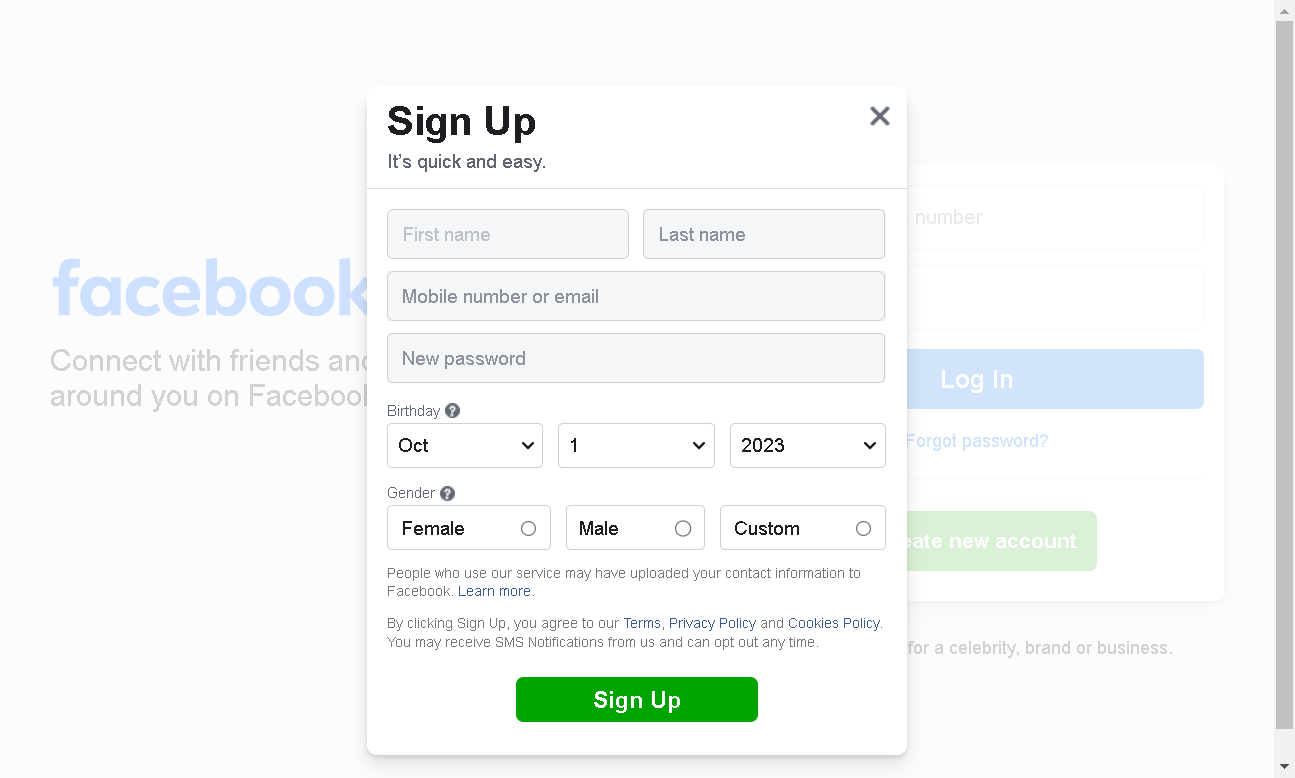 Sign Up
It's quick and easy.
First name
Last name
Mobile number or email
New password
Birthday ?
Oct
1
2023
Gender ?
Female
Male
Custom
People who use our service may have uploaded your contact information to
Facebook. Learn more.
By clicking Sign Up, you agree to our Terms, Privacy Policy and Cookies Policy.
You may receive SMS Notifications from us and can opt out any time.
Sign Up
facebook
Connect with friends
around you on
number
Log In
Forgot password?
new account
for a celebrity, brand or business.